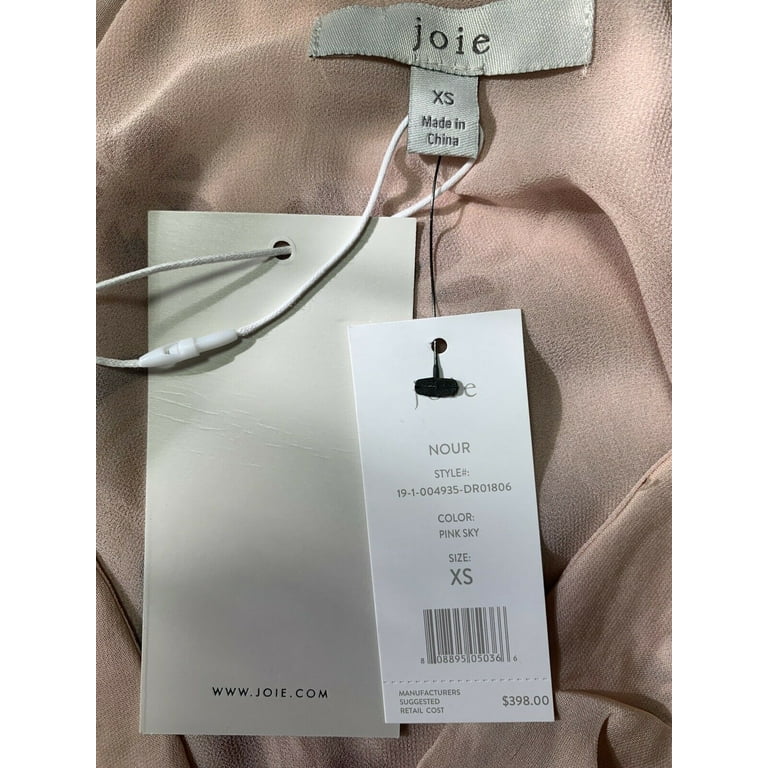 joie
XS
Made in
China
joie
NOUR
STYLE#:
19-1-004935-DR01806
COLOR:
PINK SKY
SIZE:
XS
8 08895 05036 6
MANUFACTURERS
SUGGESTED
RETAIL COST
$398.00
WWW.JOIE.COM